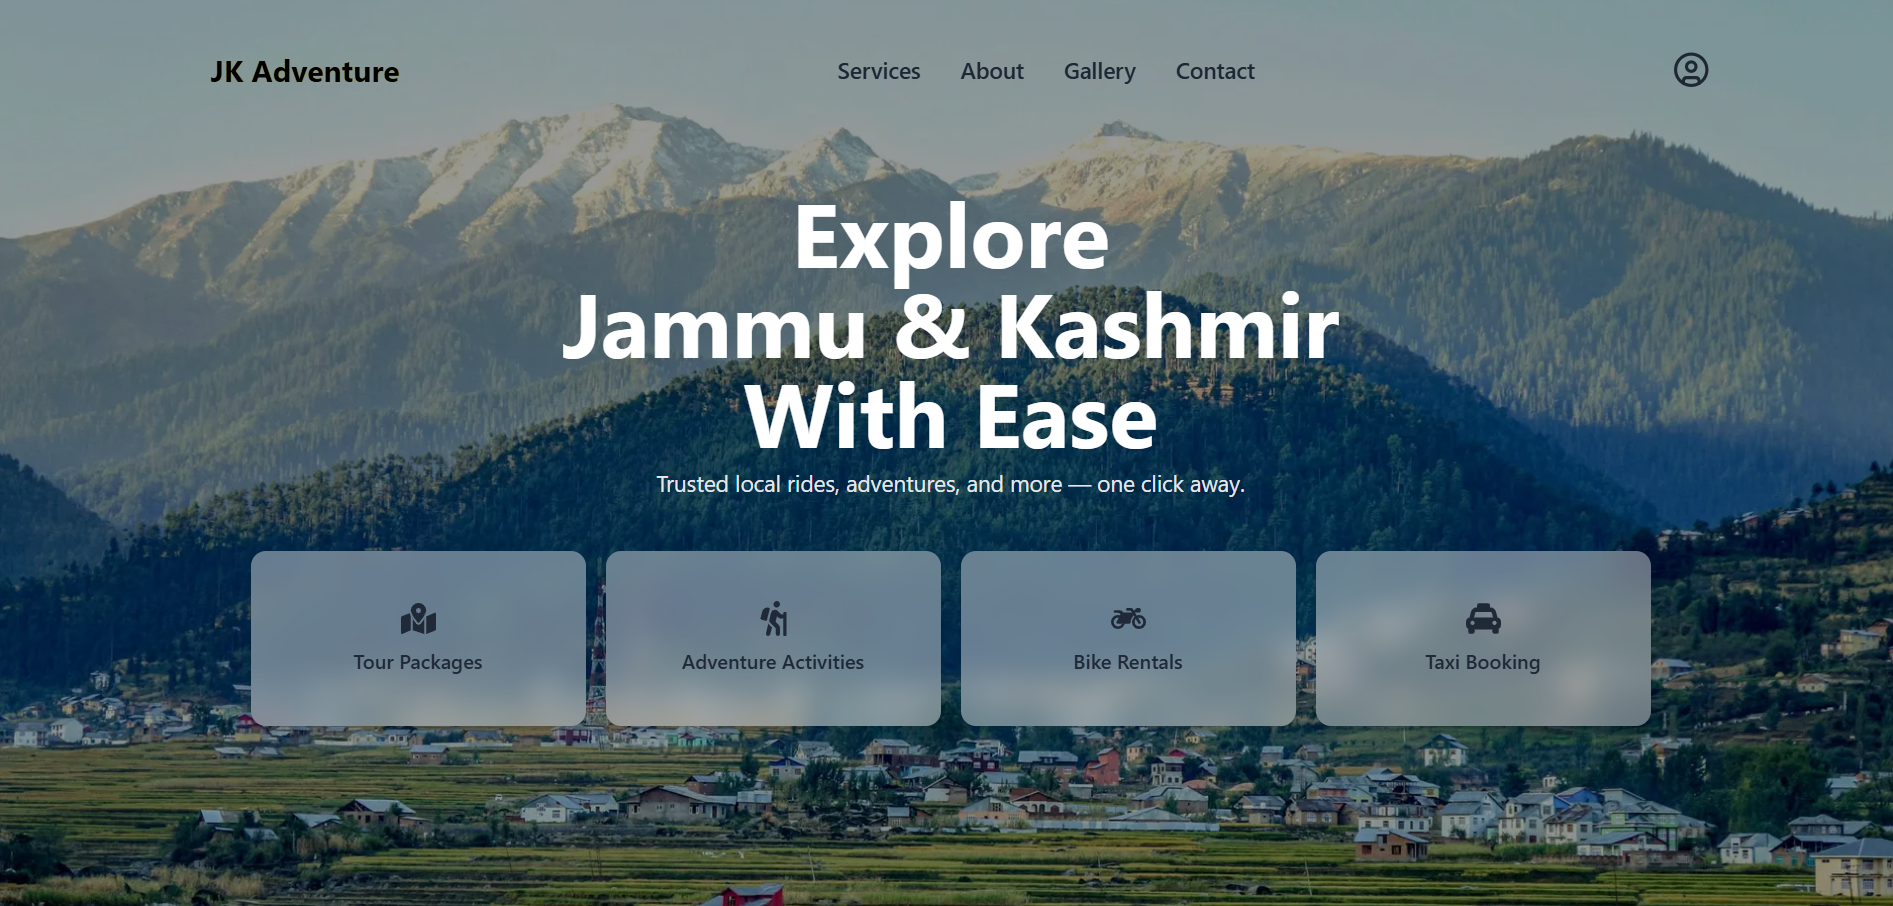 JK Adventure
Services
About
Gallery
Contact
Explore
Jammu & Kashmir
With Ease
Trusted local rides, adventures, and more — one click away.
Tour Packages
Adventure Activities
Bike Rentals
Taxi Booking